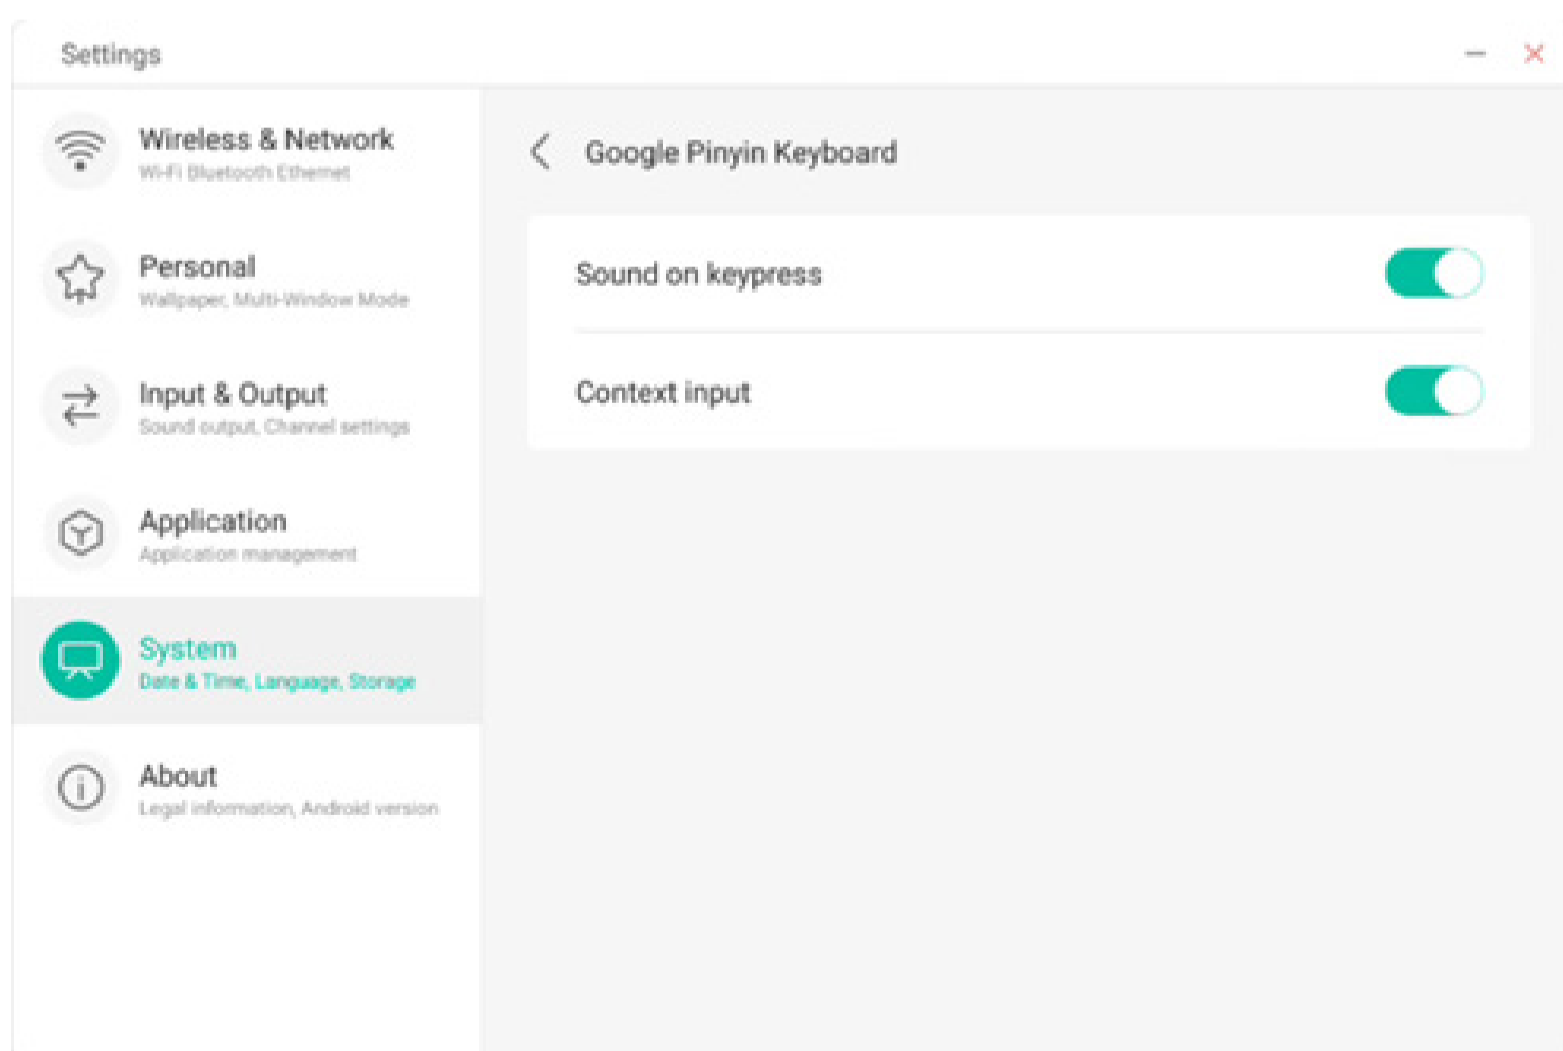 Settings
Wireless & Network
Wi-Fi Bluetooth Ethernet
Personal
Wallpaper, Multi-Window Mode
Input & Output
Sound output, Channel settings
Application
Application management
System
Date & Time, Language, Storage
About
Legal information, Android version
Google Pinyin Keyboard
Sound on keypress
Context input